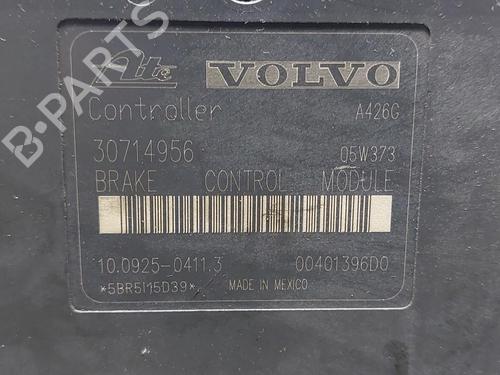 Ate VOLVO
Controller A426G
30714956 05W373
BRAKE CONTROL MODULE
10.0925-0411.3 00401396D0
*5BR5I15D39* MADE IN MEXICO
B-PARTS